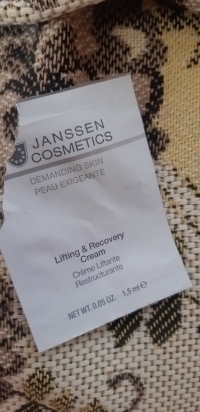 JANSSEN
COSMETICS
DEMANDING SKIN
PEAU EXIGEANTE
Lifting & Recovery
Cream
Crème Liftante
Restructurante
NET WT. 0.05 OZ. 1,5 ml ℮